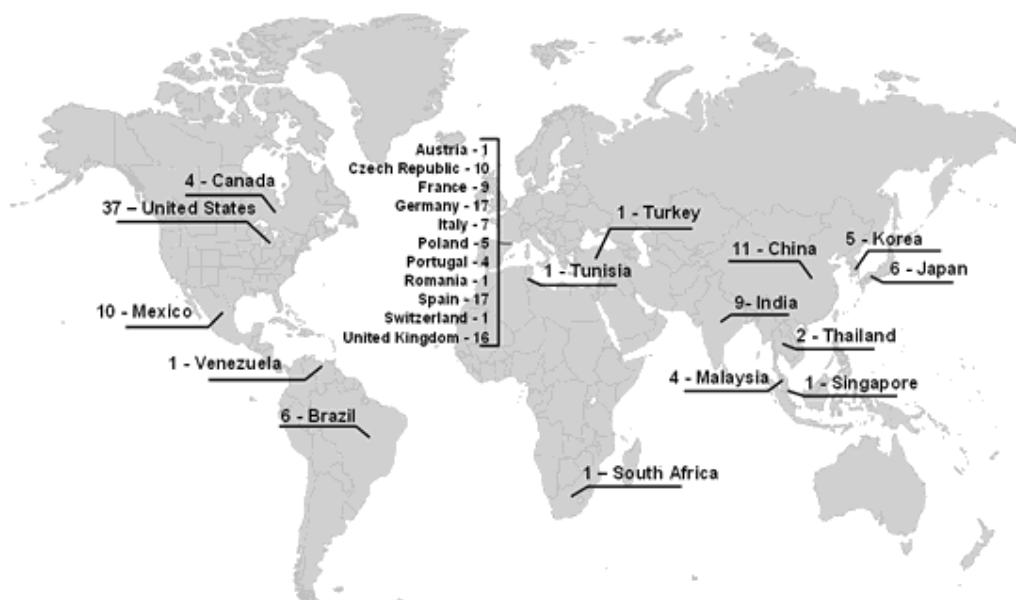 4 - Canada
37 – United States
10 - Mexico
1 - Venezuela
6 - Brazil
Austria - 1
Czech Republic - 10
France - 9
Germany - 17
Italy - 7
Poland - 5
Portugal - 4
Romania - 1
Spain - 17
Switzerland - 1
United Kingdom - 16
1 - Turkey
1 - Tunisia
11 - China
5 - Korea
6 - Japan
9- India
2 - Thailand
4 - Malaysia
1 - Singapore
1 – South Africa